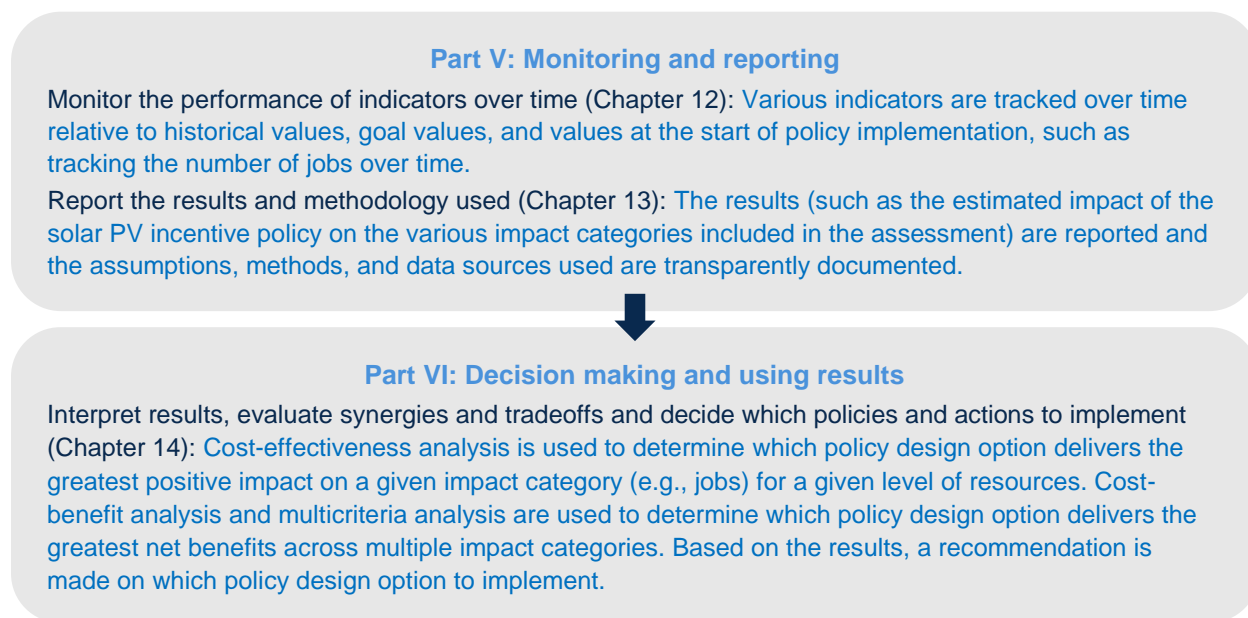 Part V: Monitoring and reporting
Monitor the performance of indicators over time (Chapter 12): Various indicators are tracked over time
relative to historical values, goal values, and values at the start of policy implementation, such as
tracking the number of jobs over time.
Report the results and methodology used (Chapter 13): The results (such as the estimated impact of the
solar PV incentive policy on the various impact categories included in the assessment) are reported and
the assumptions, methods, and data sources used are transparently documented.
Part VI: Decision making and using results
Interpret results, evaluate synergies and tradeoffs and decide which policies and actions to implement
(Chapter 14): Cost-effectiveness analysis is used to determine which policy design option delivers the
greatest positive impact on a given impact category (e.g., jobs) for a given level of resources. Cost-
benefit analysis and multicriteria analysis are used to determine which policy design option delivers the
greatest net benefits across multiple impact categories. Based on the results, a recommendation is
made on which policy design option to implement.